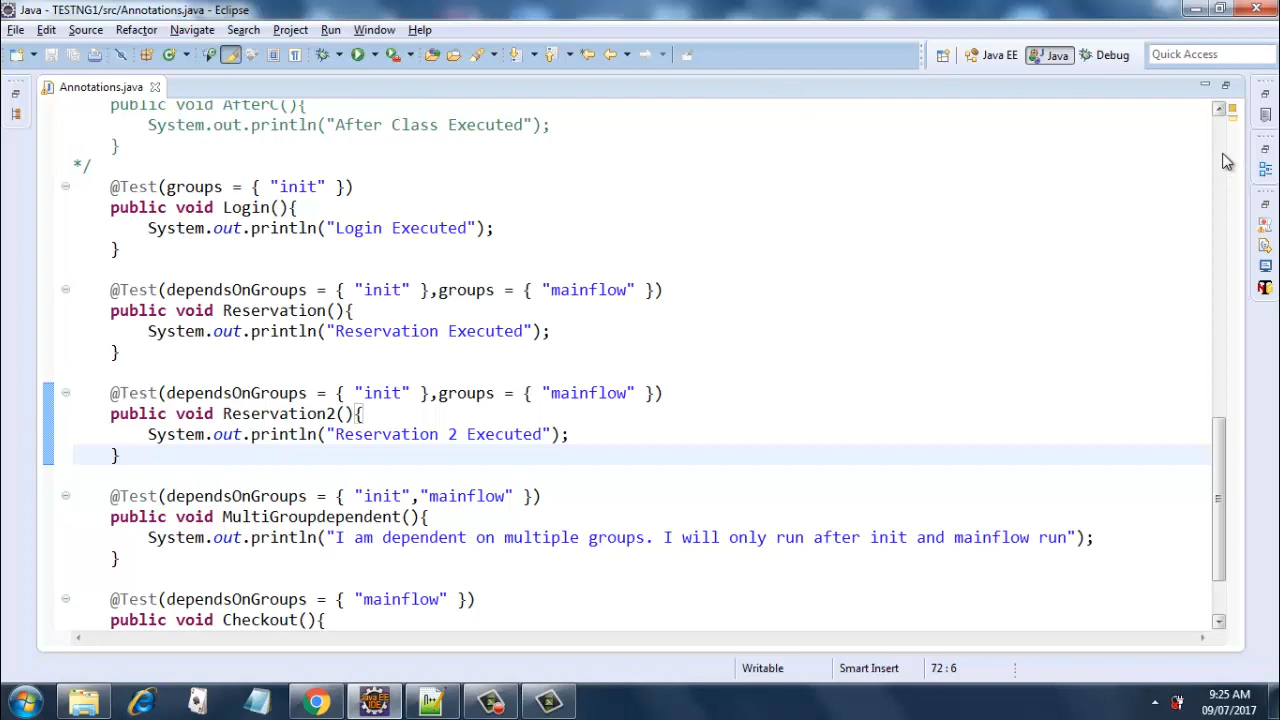 Java - TESTNG1/src/Annotations.java - Eclipse
File Edit Source Refactor Navigate Search Project Run Window Help
Java EE Java Debug Quick Access
Annotations.java
public void AfterC(){
System.out.println("After Class Executed");
}
*/
@Test(groups = { "init" })
public void Login(){
System.out.println("Login Executed");
}
@Test(dependsOnGroups = { "init" },groups = { "mainflow" })
public void Reservation(){
System.out.println("Reservation Executed");
}
@Test(dependsOnGroups = { "init" },groups = { "mainflow" })
public void Reservation2(){
System.out.println("Reservation 2 Executed");
}
@Test(dependsOnGroups = { "init","mainflow" })
public void MultiGroupdependent(){
System.out.println("I am dependent on multiple groups. I will only run after init and mainflow run");
}
@Test(dependsOnGroups = { "mainflow" })
public void Checkout(){
Writable Smart Insert 72 : 6
Java EE IDE
9:25 AM
09/07/2017